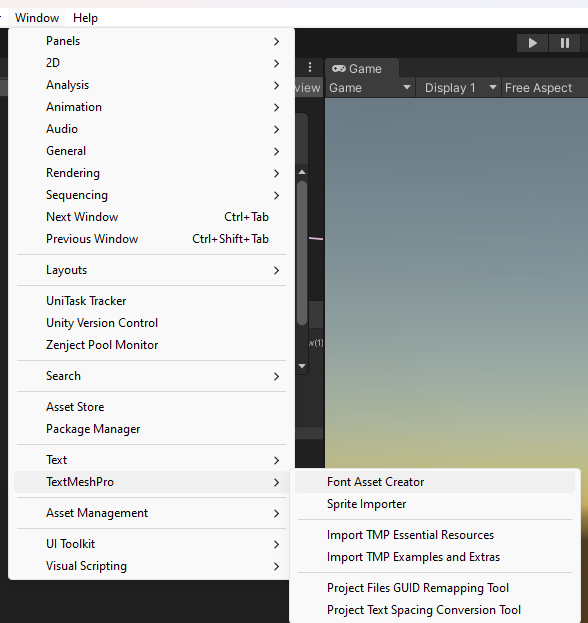 Window Help
Panels
2D
Analysis
Animation
Audio
General
Rendering
Sequencing
Next Window Ctrl+Tab
Previous Window Ctrl+Shift+Tab
Layouts
UniTask Tracker
Unity Version Control
Zenject Pool Monitor
Search
Asset Store
Package Manager
Text
TextMeshPro
Asset Management
UI Toolkit
Visual Scripting
Game
view
Game Display 1 Free Aspect
w(1)
Font Asset Creator
Sprite Importer
Import TMP Essential Resources
Import TMP Examples and Extras
Project Files GUID Remapping Tool
Project Text Spacing Conversion Tool